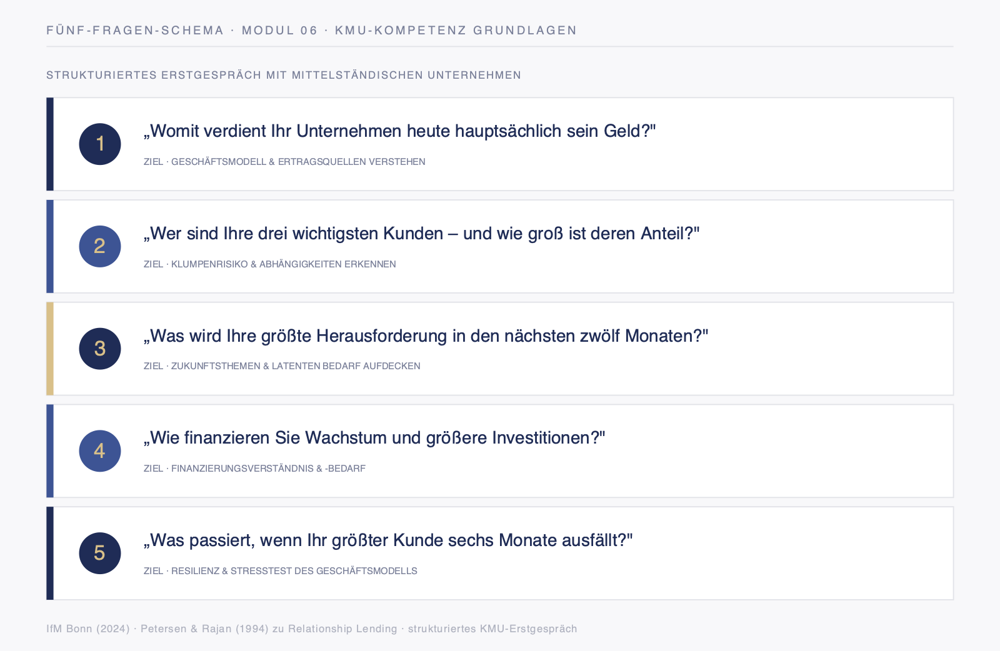 FÜNF-FRAGEN-SCHEMA · MODUL 06 · KMU-KOMPETENZ GRUNDLAGEN
STRUKTURIERTES ERSTGESPRÄCH MIT MITTELSTÄNDISCHEN UNTERNEHMEN
1
„Womit verdient Ihr Unternehmen heute hauptsächlich sein Geld?"
ZIEL · GESCHÄFTSMODELL & ERTRAGSQUELLEN VERSTEHEN
2
„Wer sind Ihre drei wichtigsten Kunden – und wie groß ist deren Anteil?"
ZIEL · KLUMPENRISIKO & ABHÄNGIGKEITEN ERKENNEN
3
„Was wird Ihre größte Herausforderung in den nächsten zwölf Monaten?"
ZIEL · ZUKUNFTSTHEMEN & LATENTEN BEDARF AUFDECKEN
4
„Wie finanzieren Sie Wachstum und größere Investitionen?"
ZIEL · FINANZIERUNGSVERSTÄNDNIS & -BEDARF
5
„Was passiert, wenn Ihr größter Kunde sechs Monate ausfällt?"
ZIEL · RESILIENZ & STRESSTEST DES GESCHÄFTSMODELLS
IfM Bonn (2024) · Petersen & Rajan (1994) zu Relationship Lending · strukturiertes KMU-Erstgespräch